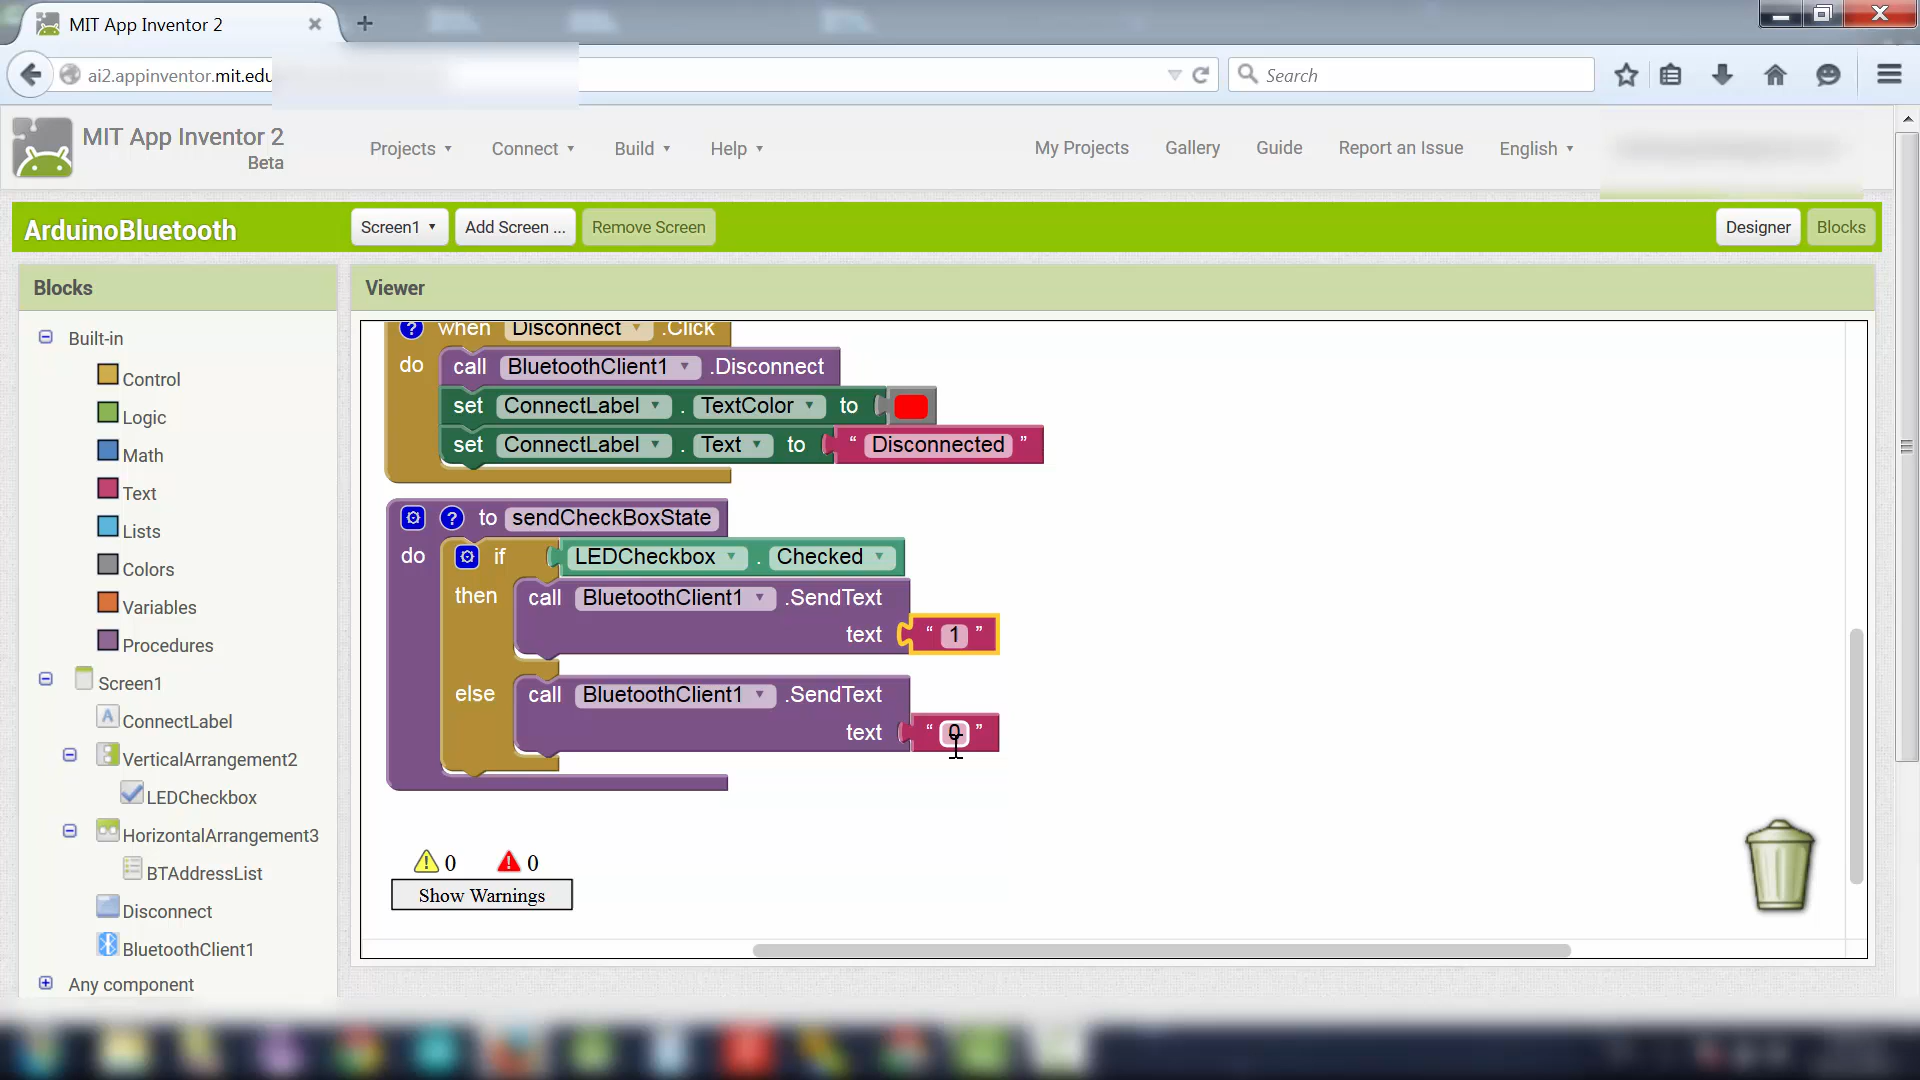 MIT App Inventor 2
ai2.appinventor.mit.edu
Search
MIT App Inventor 2
Beta
Projects
Connect
Build
Help
My Projects
Gallery
Guide
Report an Issue
English
ArduinoBluetooth
Screen1
Add Screen ...
Remove Screen
Designer
Blocks
Blocks
Built-in
Control
Logic
Math
Text
Lists
Colors
Variables
Procedures
Screen1
ConnectLabel
VerticalArrangement2
LEDCheckbox
HorizontalArrangement3
BTAddressList
Disconnect
BluetoothClient1
Any component
Viewer
? when Disconnect .Click
do call BluetoothClient1 .Disconnect
set ConnectLabel . TextColor to
set ConnectLabel . Text to “ Disconnected ”
? to sendCheckBoxState
do if LEDCheckbox . Checked
then call BluetoothClient1 .SendText
text “ 1 ”
else call BluetoothClient1 .SendText
text “ 0 ”
0 0
Show Warnings